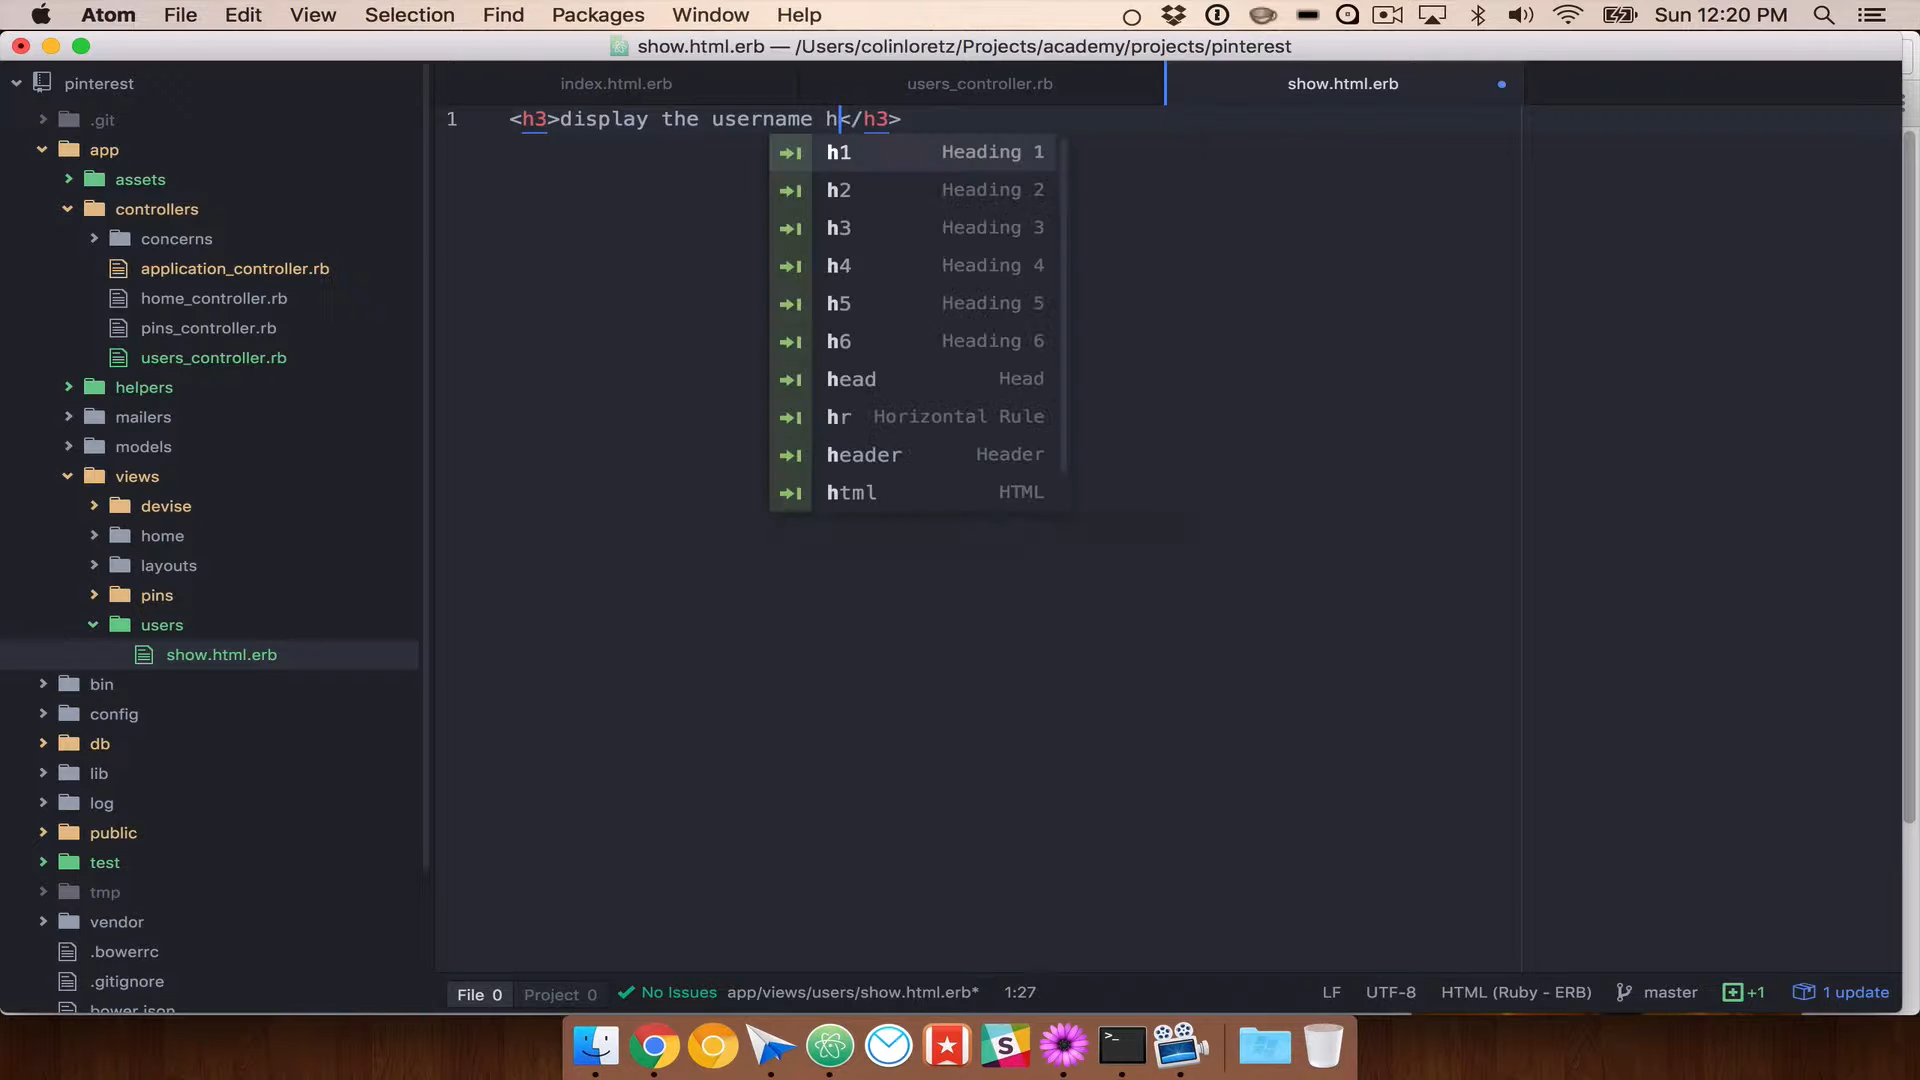 Atom File Edit View Selection Find Packages Window Help Sun 12:20 PM
show.html.erb — /Users/colinloretz/Projects/academy/projects/pinterest
pinterest
.git
app
assets
controllers
concerns
application_controller.rb
home_controller.rb
pins_controller.rb
users_controller.rb
helpers
mailers
models
views
devise
home
layouts
pins
users
show.html.erb
bin
config
db
lib
log
public
test
tmp
vendor
.bowerrc
.gitignore
bower.json
index.html.erb users_controller.rb show.html.erb
1 <h3>display the username h</h3>
h1 Heading 1
h2 Heading 2
h3 Heading 3
h4 Heading 4
h5 Heading 5
h6 Heading 6
head Head
hr Horizontal Rule
header Header
html HTML
File 0 Project 0 No Issues app/views/users/show.html.erb* 1:27 LF UTF-8 HTML (Ruby - ERB) master +1 1 update